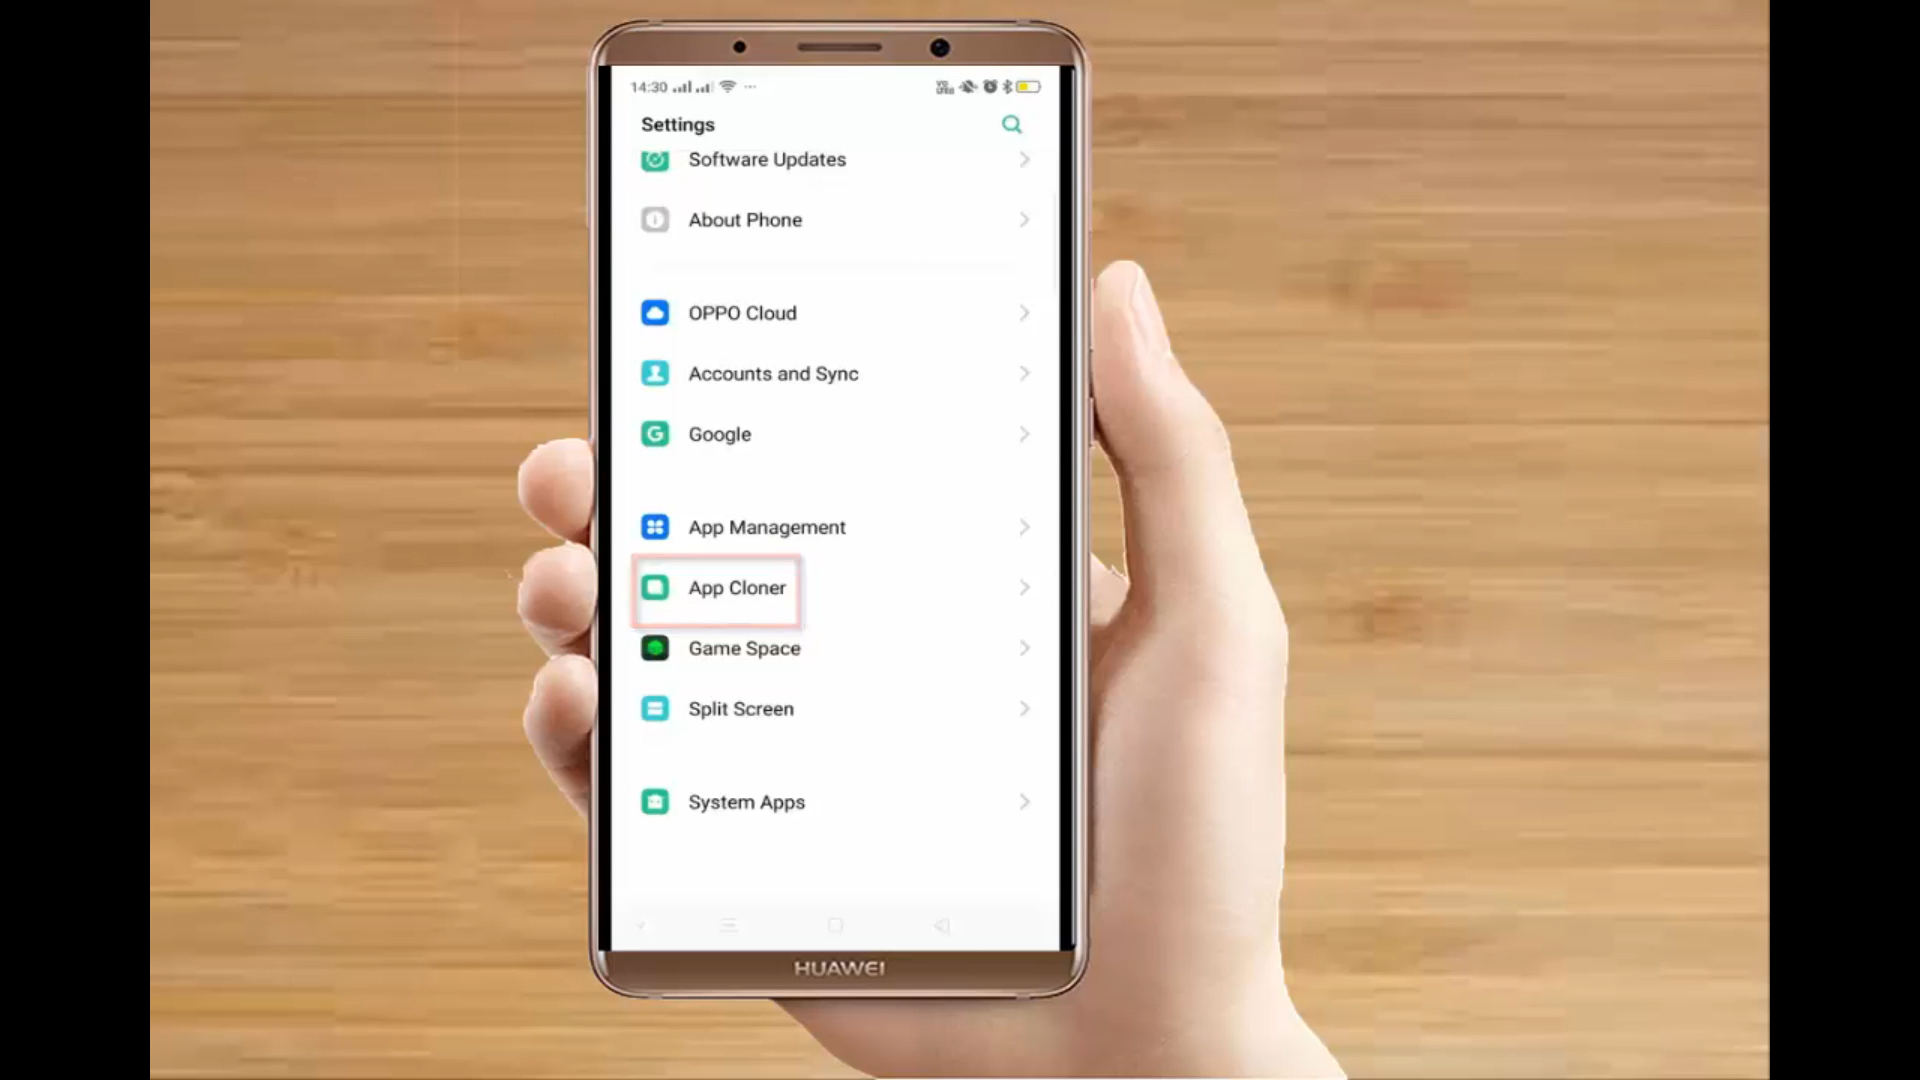 14:30
Settings
Software Updates
About Phone
OPPO Cloud
Accounts and Sync
Google
App Management
App Cloner
Game Space
Split Screen
System Apps
HUAWEI